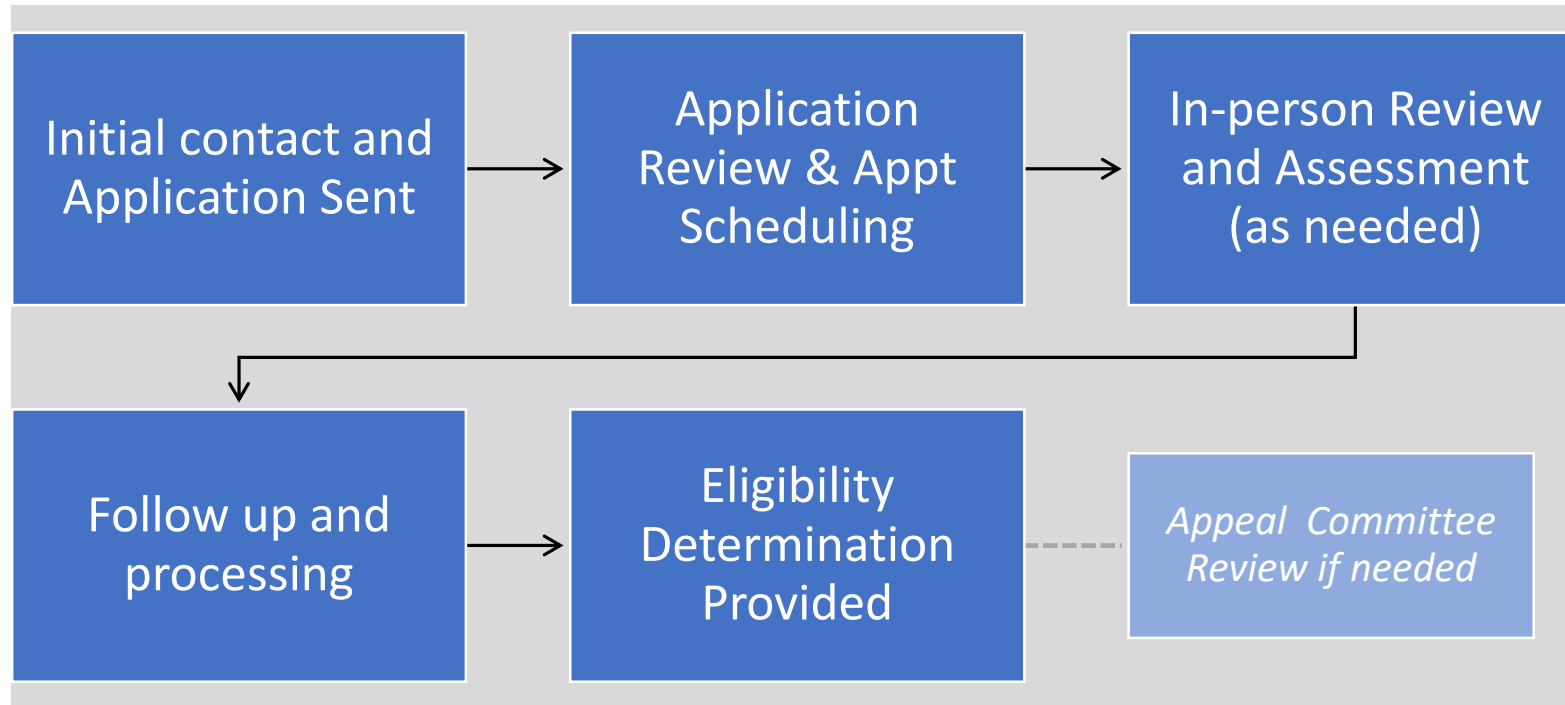 Initial contact and
Application Sent
Application
Review & Appt
Scheduling
In-person Review
and Assessment
(as needed)
Follow up and
processing
Eligibility
Determination
Provided
Appeal  Committee
Review if needed